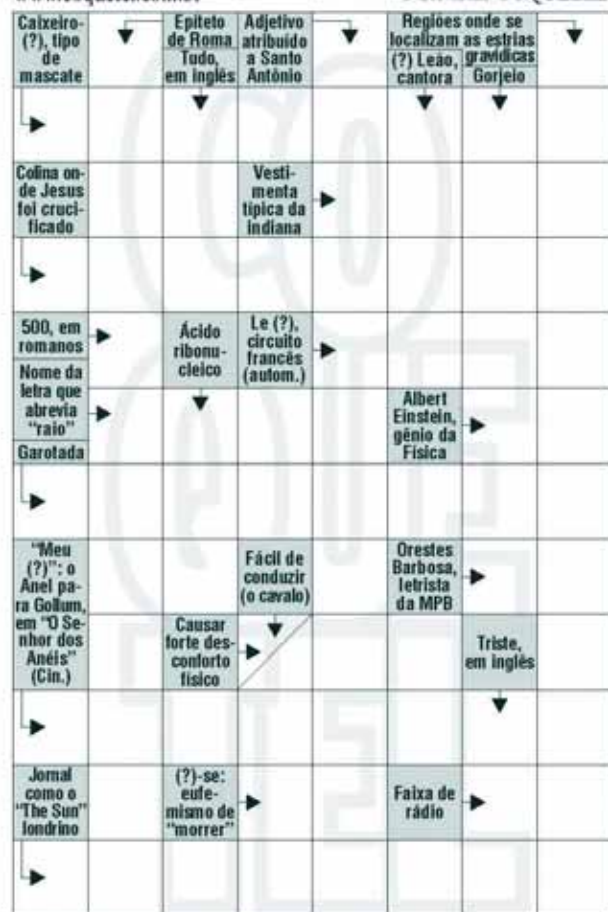 Caixeiro-
(?), tipo
de
mascate
Epíteto
de Roma
Tudo,
em inglês
Adjetivo
atribuído
a Santo
Antônio
Regiões onde se
localizam as estrias
gravídicas
(?) Leão,
cantora
Gorjeio
Colina on-
de Jesus
foi cruci-
ficado
Vesti-
menta
típica da
indiana
500, em
romanos
Nome da
letra que
abrevia
"raio"
Garotada
Ácido
ribonu-
cleico
Le (?),
circuito
francês
(autom.)
Albert
Einstein,
gênio da
Física
"Meu
(?)": o
Anel pa-
ra Gollum,
em "O Se-
nhor dos
Anéis"
(Cin.)
Fácil de
conduzir
(o cavalo)
Orestes
Barbosa,
letrista
da MPB
Causar
forte des-
conforto
físico
Triste,
em inglês
Jornal
como o
"The Sun"
londrino
(?)-se:
eufe-
mismo de
"morrer"
Faixa de
rádio